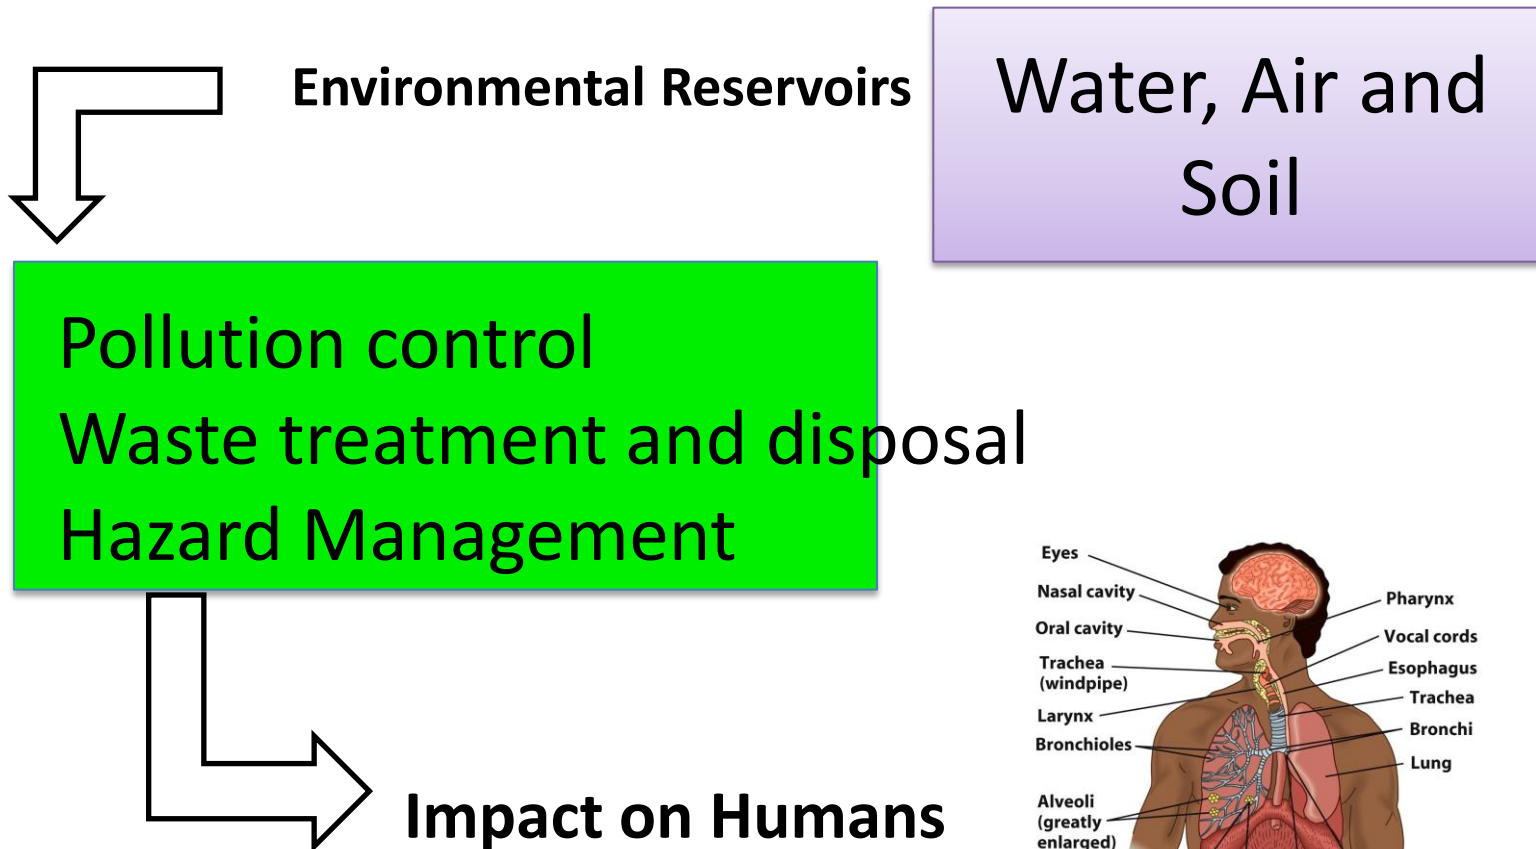 Environmental Reservoirs
Water, Air and
Soil
Pollution control
Waste treatment and disposal
Hazard Management
Impact on Humans
Eyes
Nasal cavity
Oral cavity
Trachea
(windpipe)
Larynx
Bronchioles
Alveoli
(greatly
enlarged)
Pharynx
Vocal cords
Esophagus
Trachea
Bronchi
Lung